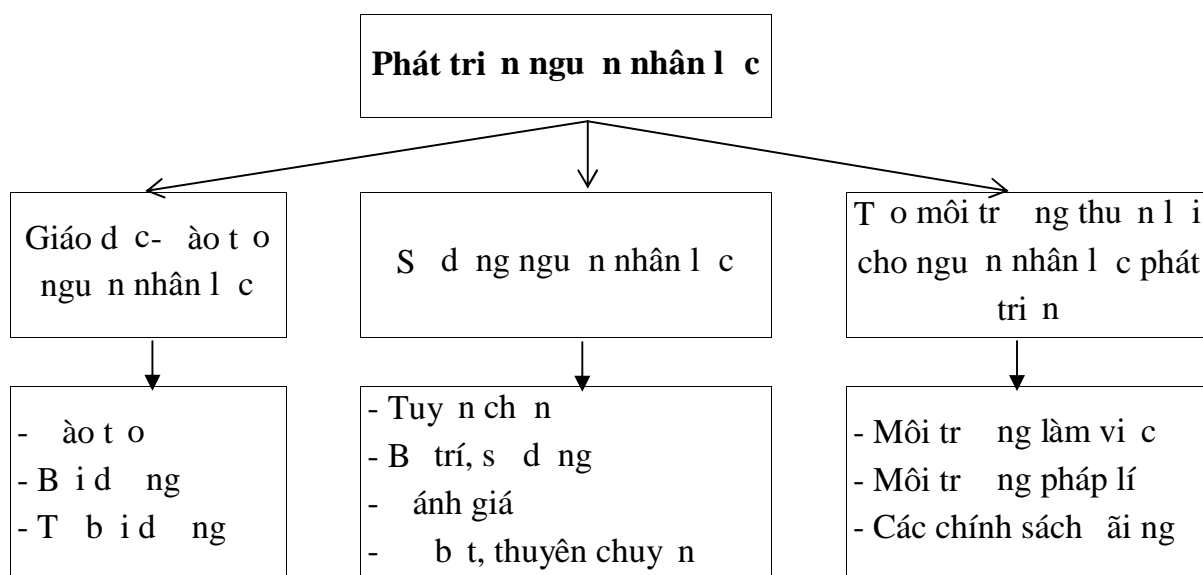 Phát tri n ngu n nhân l c
Giáo d c- ào t o
ngu n nhân l c
S d ng ngu n nhân l c
T o môi tr ng thu n l i
cho ngu n nhân l c phát
tri n
- ào t o
- B i d ng
- T b i d ng
- Tuy n ch n
- B trí, s d ng
- ánh giá
- b t, thuyên chuy n
- Môi tr ng làm vi c
- Môi tr ng pháp lí
- Các chính sách ãi ng